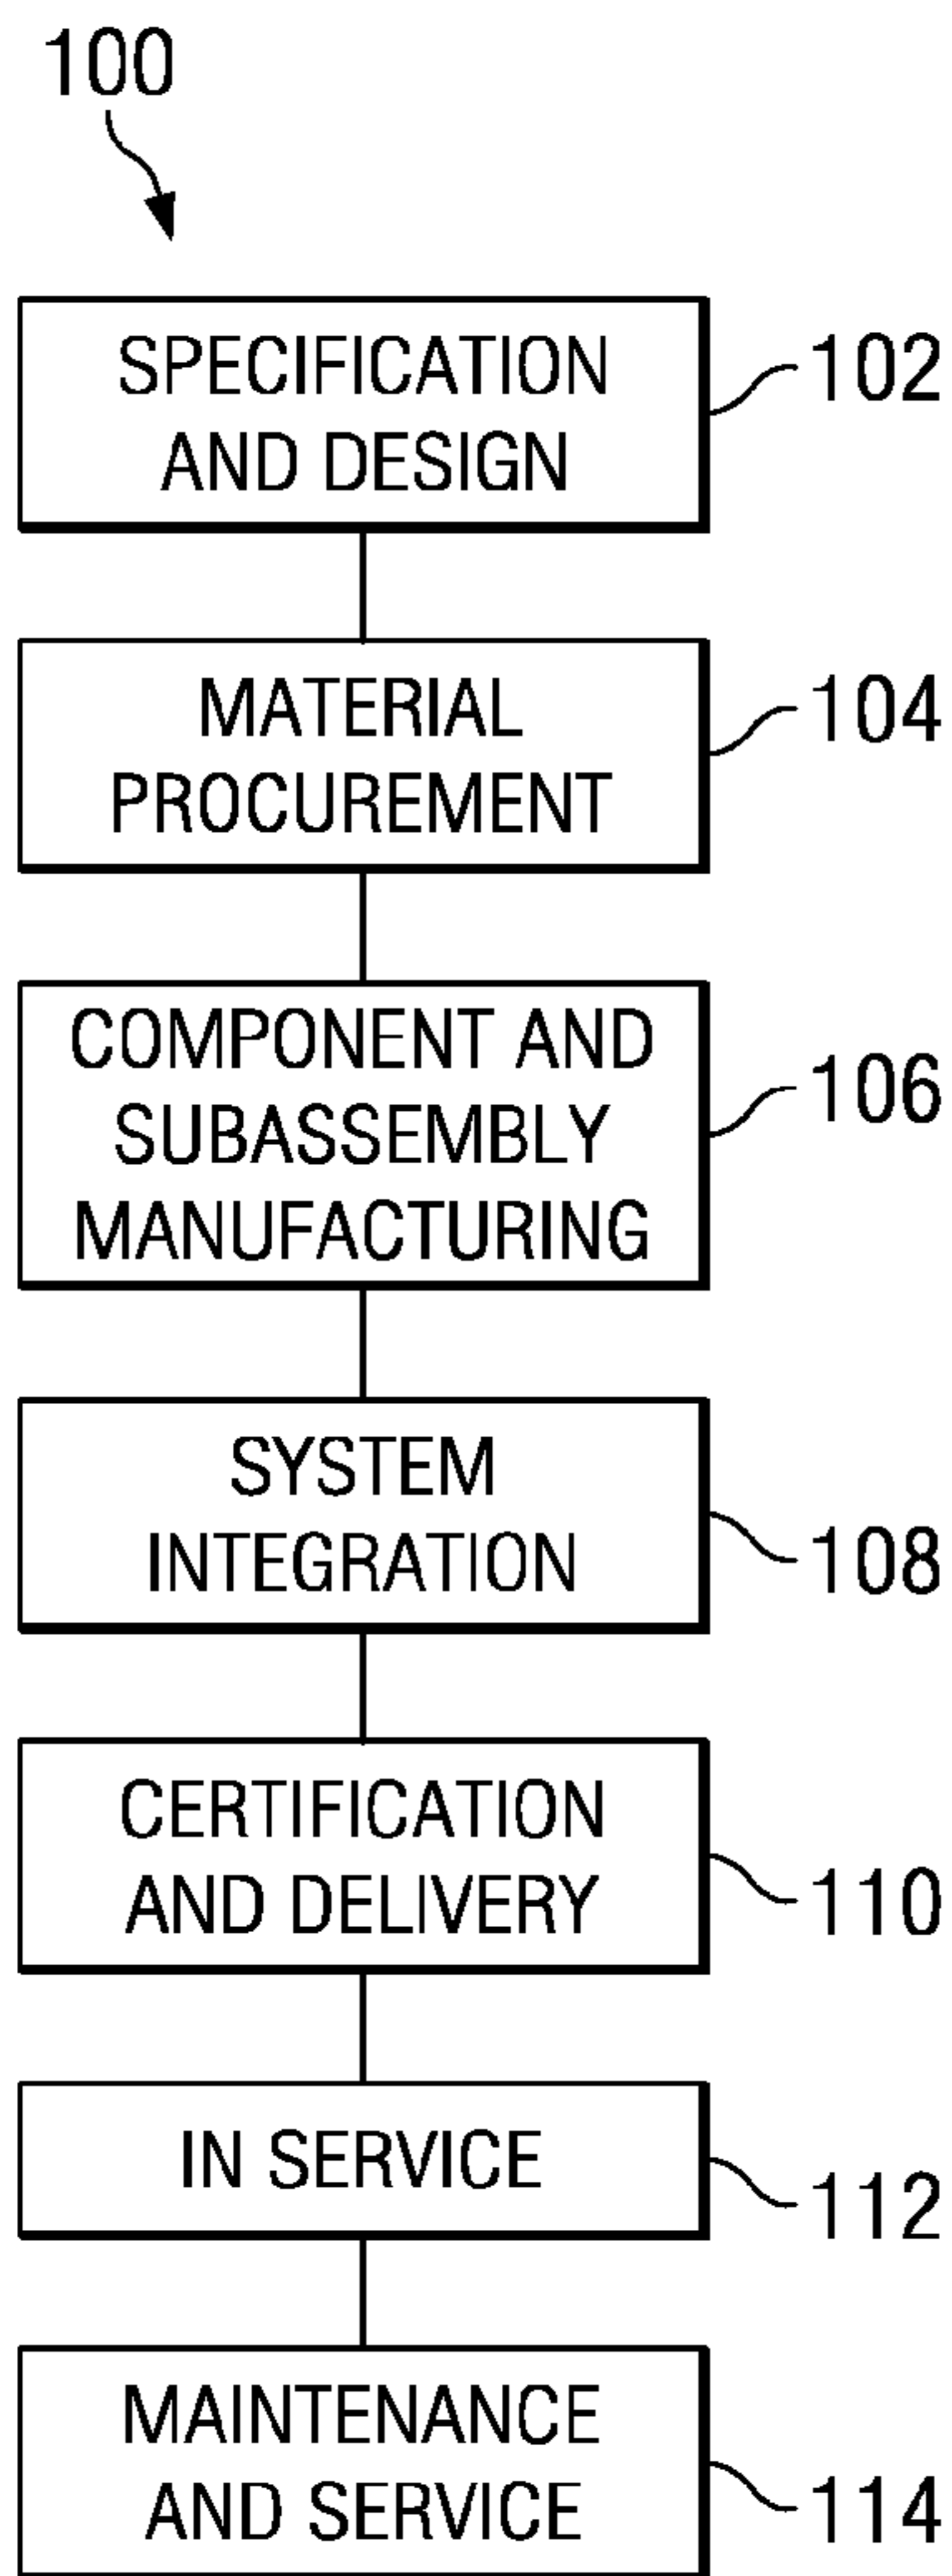 100
SPECIFICATION
AND DESIGN
102
MATERIAL
PROCUREMENT
104
COMPONENT AND
SUBASSEMBLY
MANUFACTURING
106
SYSTEM
INTEGRATION
108
CERTIFICATION
AND DELIVERY
110
IN SERVICE
112
MAINTENANCE
AND SERVICE
114